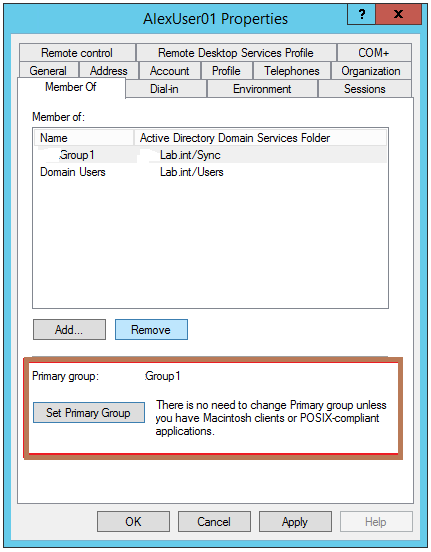 AlexUser01 Properties
? x
Remote control Remote Desktop Services Profile COM+
General Address Account Profile Telephones Organization
Member Of Dial-in Environment Sessions
Member of:
Name Active Directory Domain Services Folder
Group1 Lab.int/Sync
Domain Users Lab.int/Users
Add... Remove
Primary group: Group1
Set Primary Group
There is no need to change Primary group unless
you have Macintosh clients or POSIX-compliant
applications.
OK Cancel Apply Help